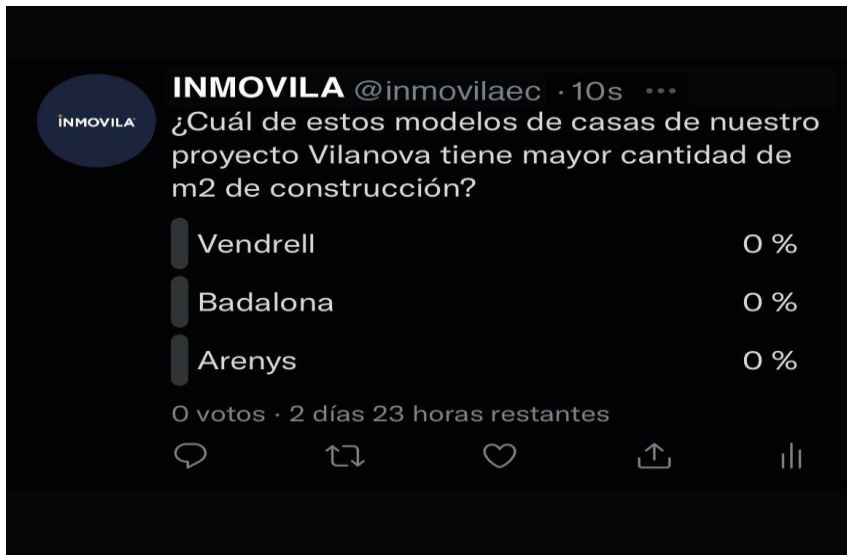 INMOVILA @inmovilaec · 10s ···
INMOVILA
¿Cuál de estos modelos de casas de nuestro
proyecto Vilanova tiene mayor cantidad de
m2 de construcción?
Vendrell 0 %
Badalona 0 %
Arenys 0 %
0 votos · 2 días 23 horas restantes